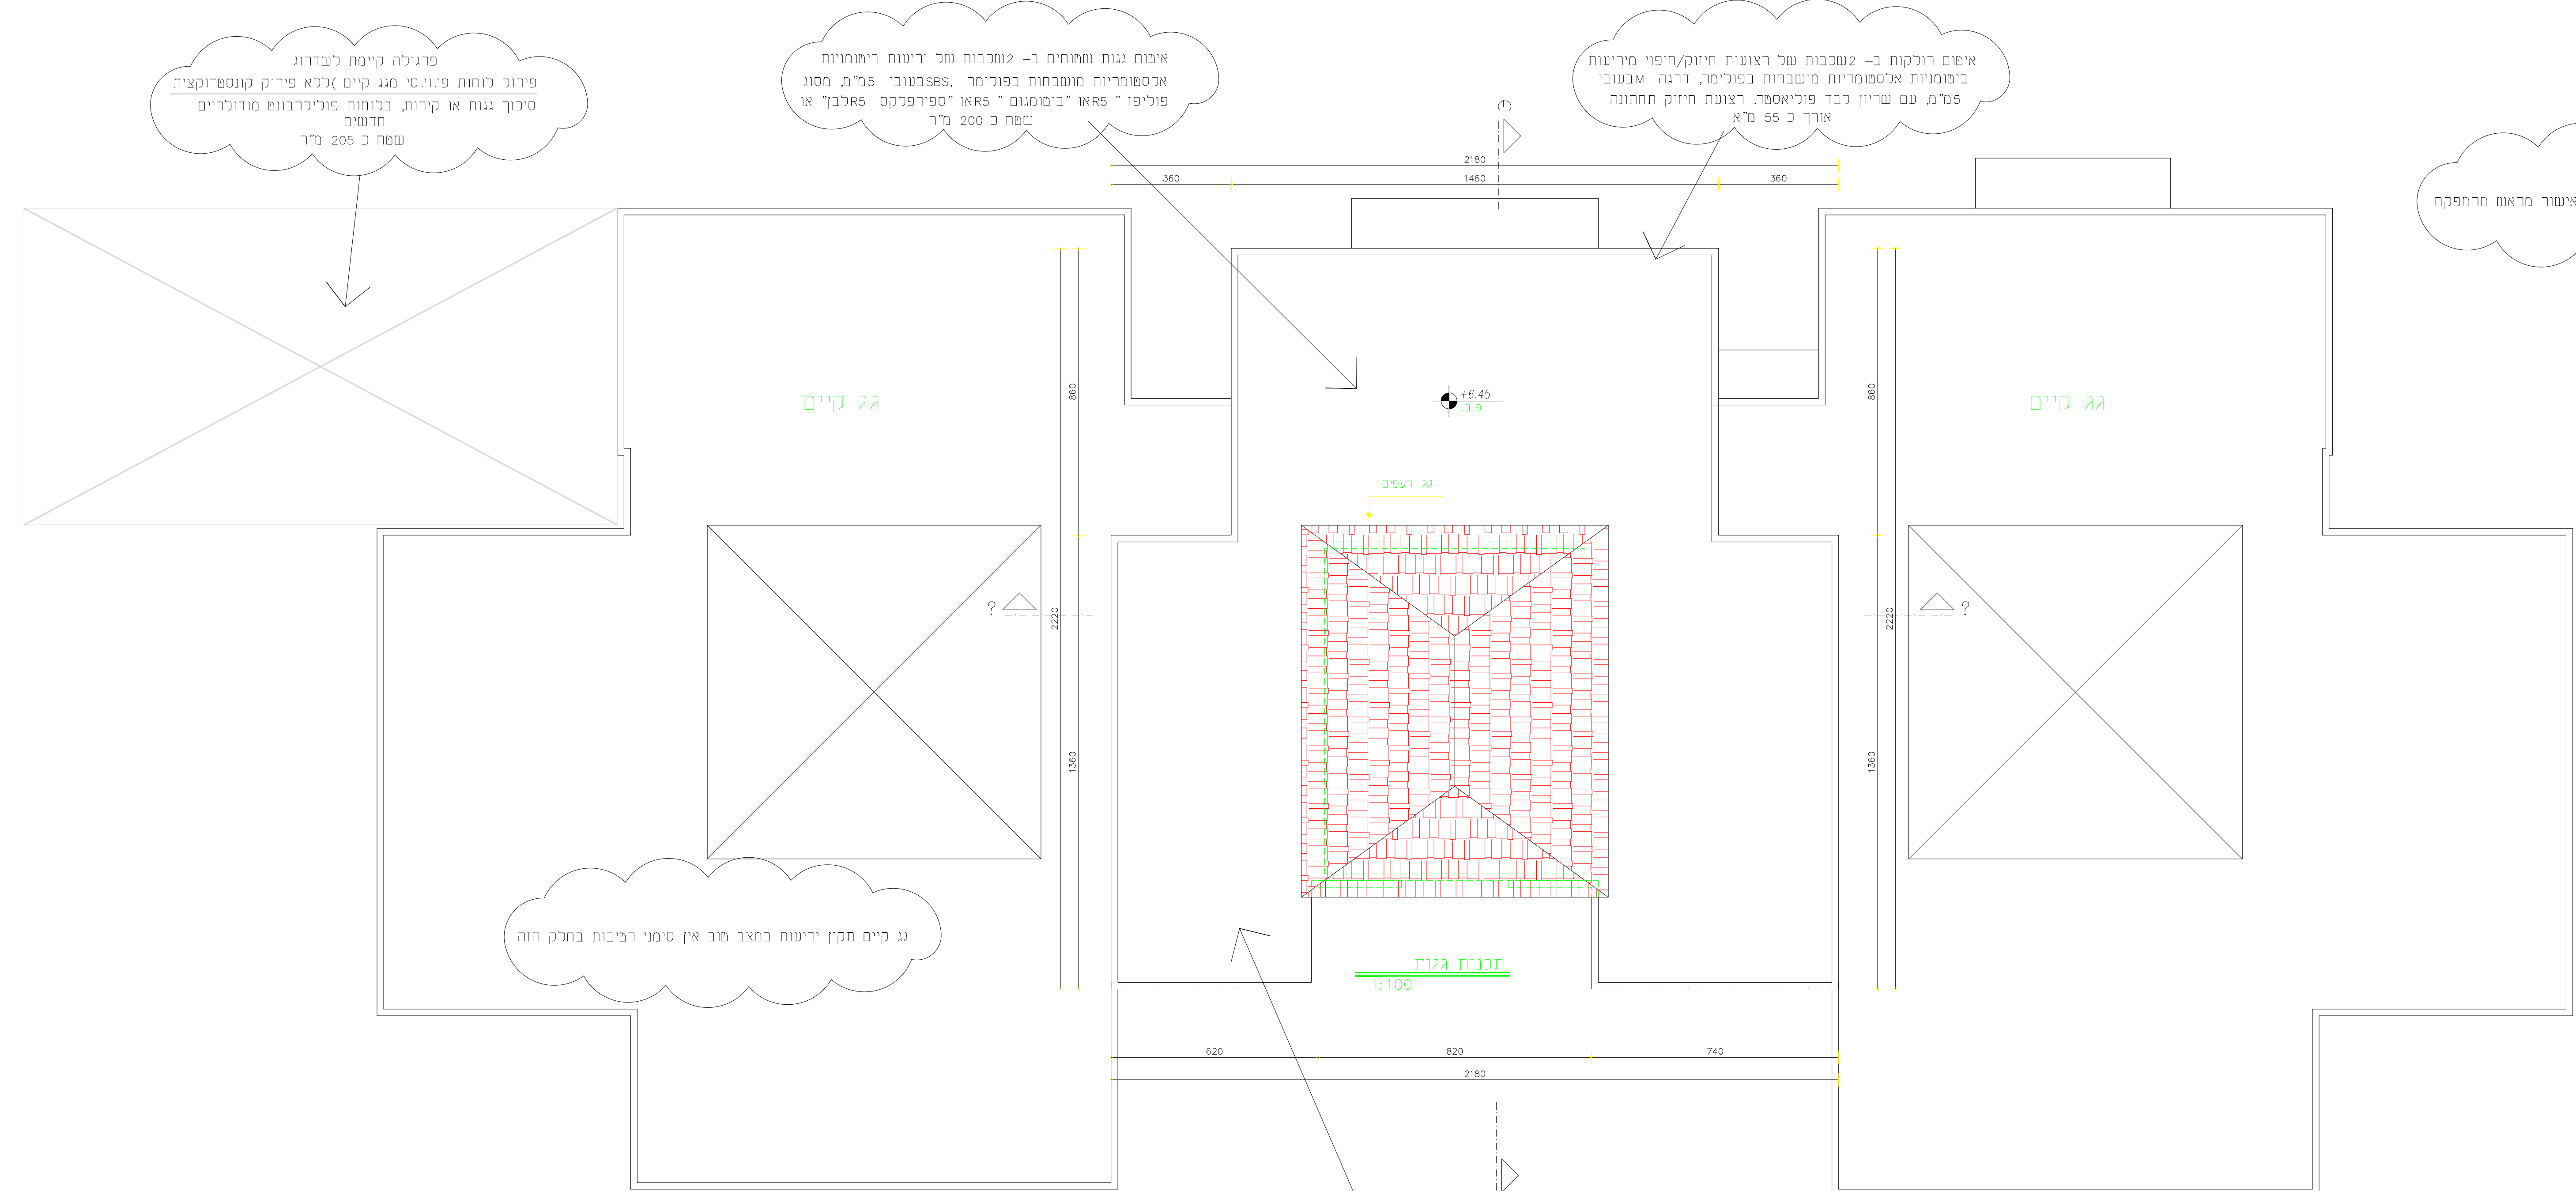 פרגולה קיימת לשדרוג
פירוק לוחות פי.וי.סי מגג קיים )ללא פירוק קונסטרוקצית
סיכוך גגות או קירות, בלוחות פוליקרבונט מודולריים
חדשים
שטח כ 205 מ"ר
איטום גגות שטוחים ב- 2שכבות של יריעות ביטומניות
אלסטומריות מושבחות בפולימר ,SBSבעובי 5מ"מ, מסוג
פוליפז " R5או "ביטומגום " R5או "ספירפלקס R5לבן" או
שטח כ 200 מ"ר
איטום רולקות ב- 2שכבות של רצועות חיזוק/חיפוי מיריעות
ביטומניות אלסטומריות מושבחות בפולימר, דרגה Mבעובי
5מ"מ, עם שריון לבד פוליאסטר. רצועת חיזוק תחתונה
אורך כ 55 מ"א
אישור מראש מהמפקח
2180
360
1460
360
860
860
גג קיים
גג קיים
+6.45
פ.ב.
גג. רעפים
?
2220
2220
?
1360
1360
גג קיים תקין יריעות במצב טוב אין סימני רטיבות בחלק הזה
תכנית גגות
1:100
620
820
740
2180